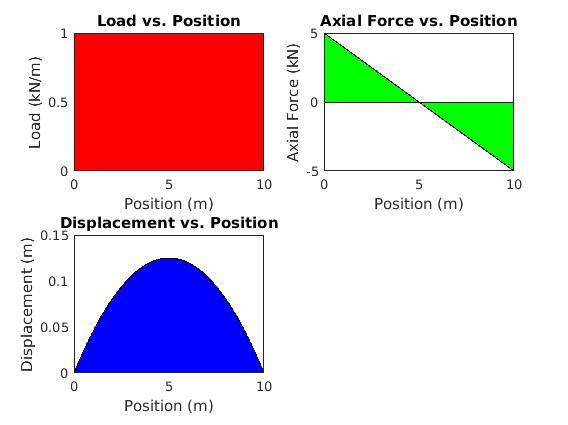 Load vs. Position
1
0.5
0
Load (kN/m)
0 5 10
Position (m)
Axial Force vs. Position
5
0
-5
Axial Force (kN)
0 5 10
Position (m)
Displacement vs. Position
0.15
0.1
0.05
0
Displacement (m)
0 5 10
Position (m)